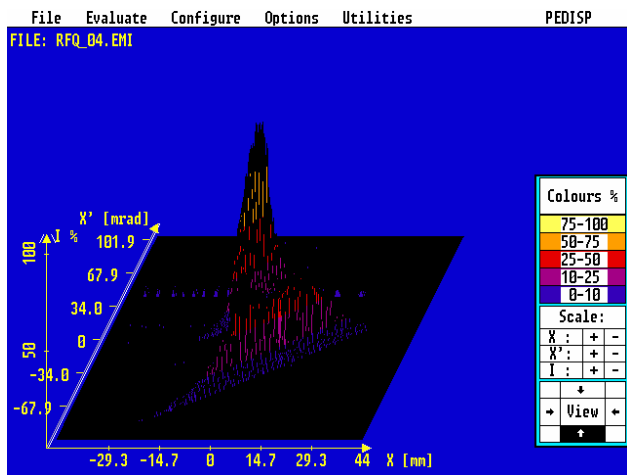 File Evaluate Configure Options Utilities PEDISP
FILE: RFQ_04.EMI
X' [mrad]
I %
101.9
100
67.9
34.0
0
50
-34.0
-67.9
-29.3 -14.7 0 14.7 29.3 44 X [mm]
Colours %
75-100
50-75
25-50
10-25
0-10
Scale:
X : + -
X': + -
I : + -
View